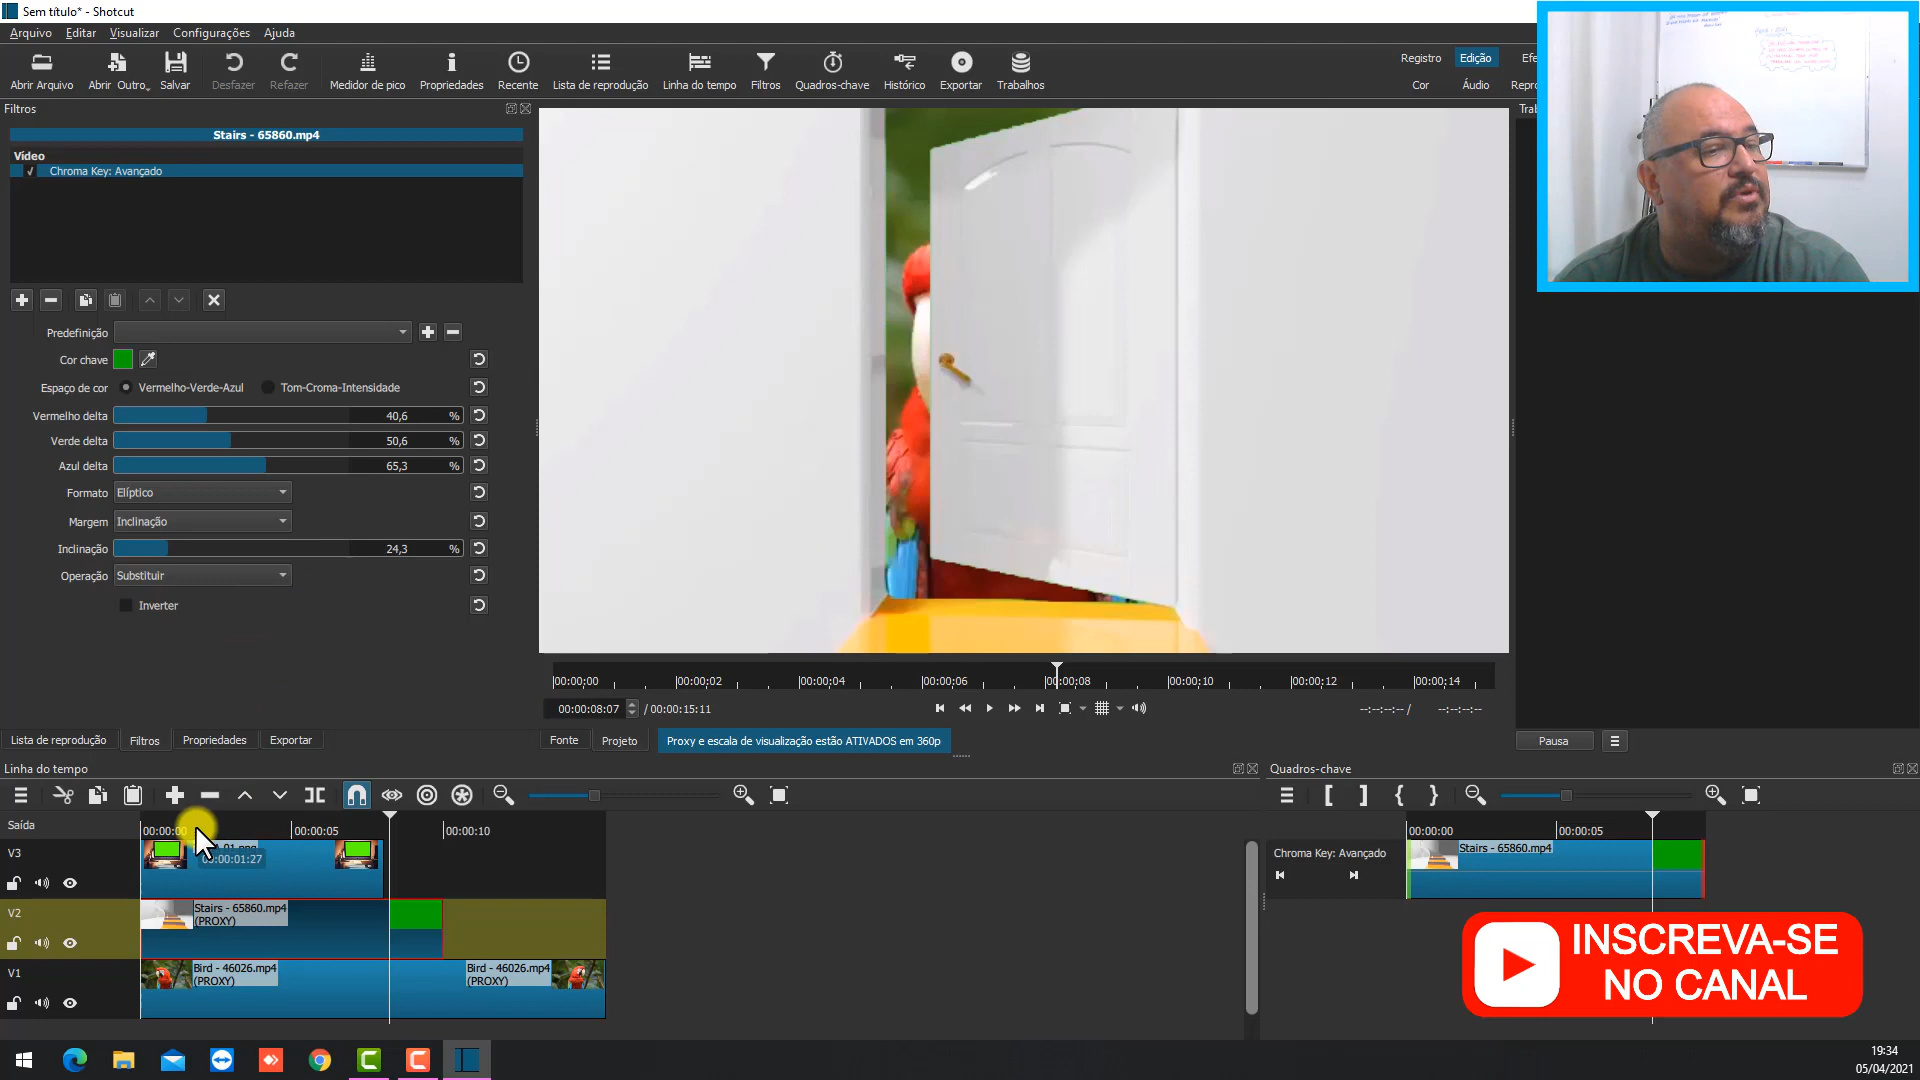 Sem título* - Shotcut
Arquivo Editar Visualizar Configurações Ajuda
Abrir Arquivo Abrir Outro Salvar Desfazer Refazer Medidor de pico Propriedades Recente Lista de reprodução Linha do tempo Filtros Quadros-chave Histórico Exportar Trabalhos
Registro Edição Efe
Cor Áudio Repro
Filtros
Trab
Stairs - 65860.mp4
Vídeo
Chroma Key: Avançado
Predefinição
Cor chave
Espaço de cor Vermelho-Verde-Azul Tom-Croma-Intensidade
Vermelho delta 40,6 %
Verde delta 50,6 %
Azul delta 65,3 %
Formato Elíptico
Margem Inclinação
Inclinação 24,3 %
Operação Substituir
Inverter
00:00:00 00:00:02 00:00:04 00:00:06 00:00:08 00:00:10 00:00:12 00:00:14
00:00:08:07 / 00:00:15:11 --:--:--:-- / --:--:--:--
Lista de reprodução Filtros Propriedades Exportar
Fonte Projeto Proxy e escala de visualização estão ATIVADOS em 360p
Pausa
Linha do tempo
Quadros-chave
Saída
00:00:00 00:00:05 00:00:10
00:00:00 00:00:05
V3
00:00:01:27
Chroma Key: Avançado
Stairs - 65860.mp4
V2
Stairs - 65860.mp4
(PROXY)
V1
Bird - 46026.mp4
(PROXY)
Bird - 46026.mp4
(PROXY)
INSCREVA-SE
NO CANAL
19:34
05/04/2021